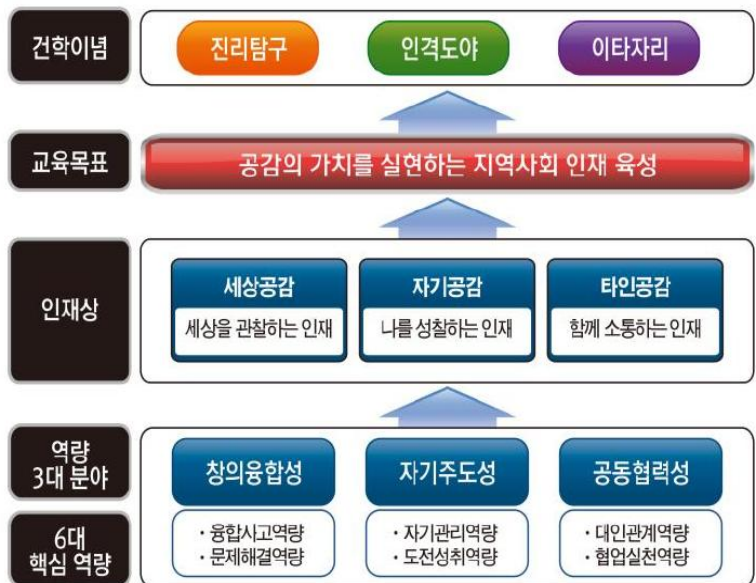 건학이념
진리탐구
인격도야
이타자리
교육목표
공감의 가치를 실현하는 지역사회 인재 육성
인재상
세상공감
세상을 관찰하는 인재
자기공감
나를 성찰하는 인재
타인공감
함께 소통하는 인재
역량
3대 분야
창의융합성
자기주도성
공동협력성
6대
핵심 역량
· 융합사고역량
· 문제해결역량
· 자기관리역량
· 도전성취역량
· 대인관계역량
· 협업실천역량